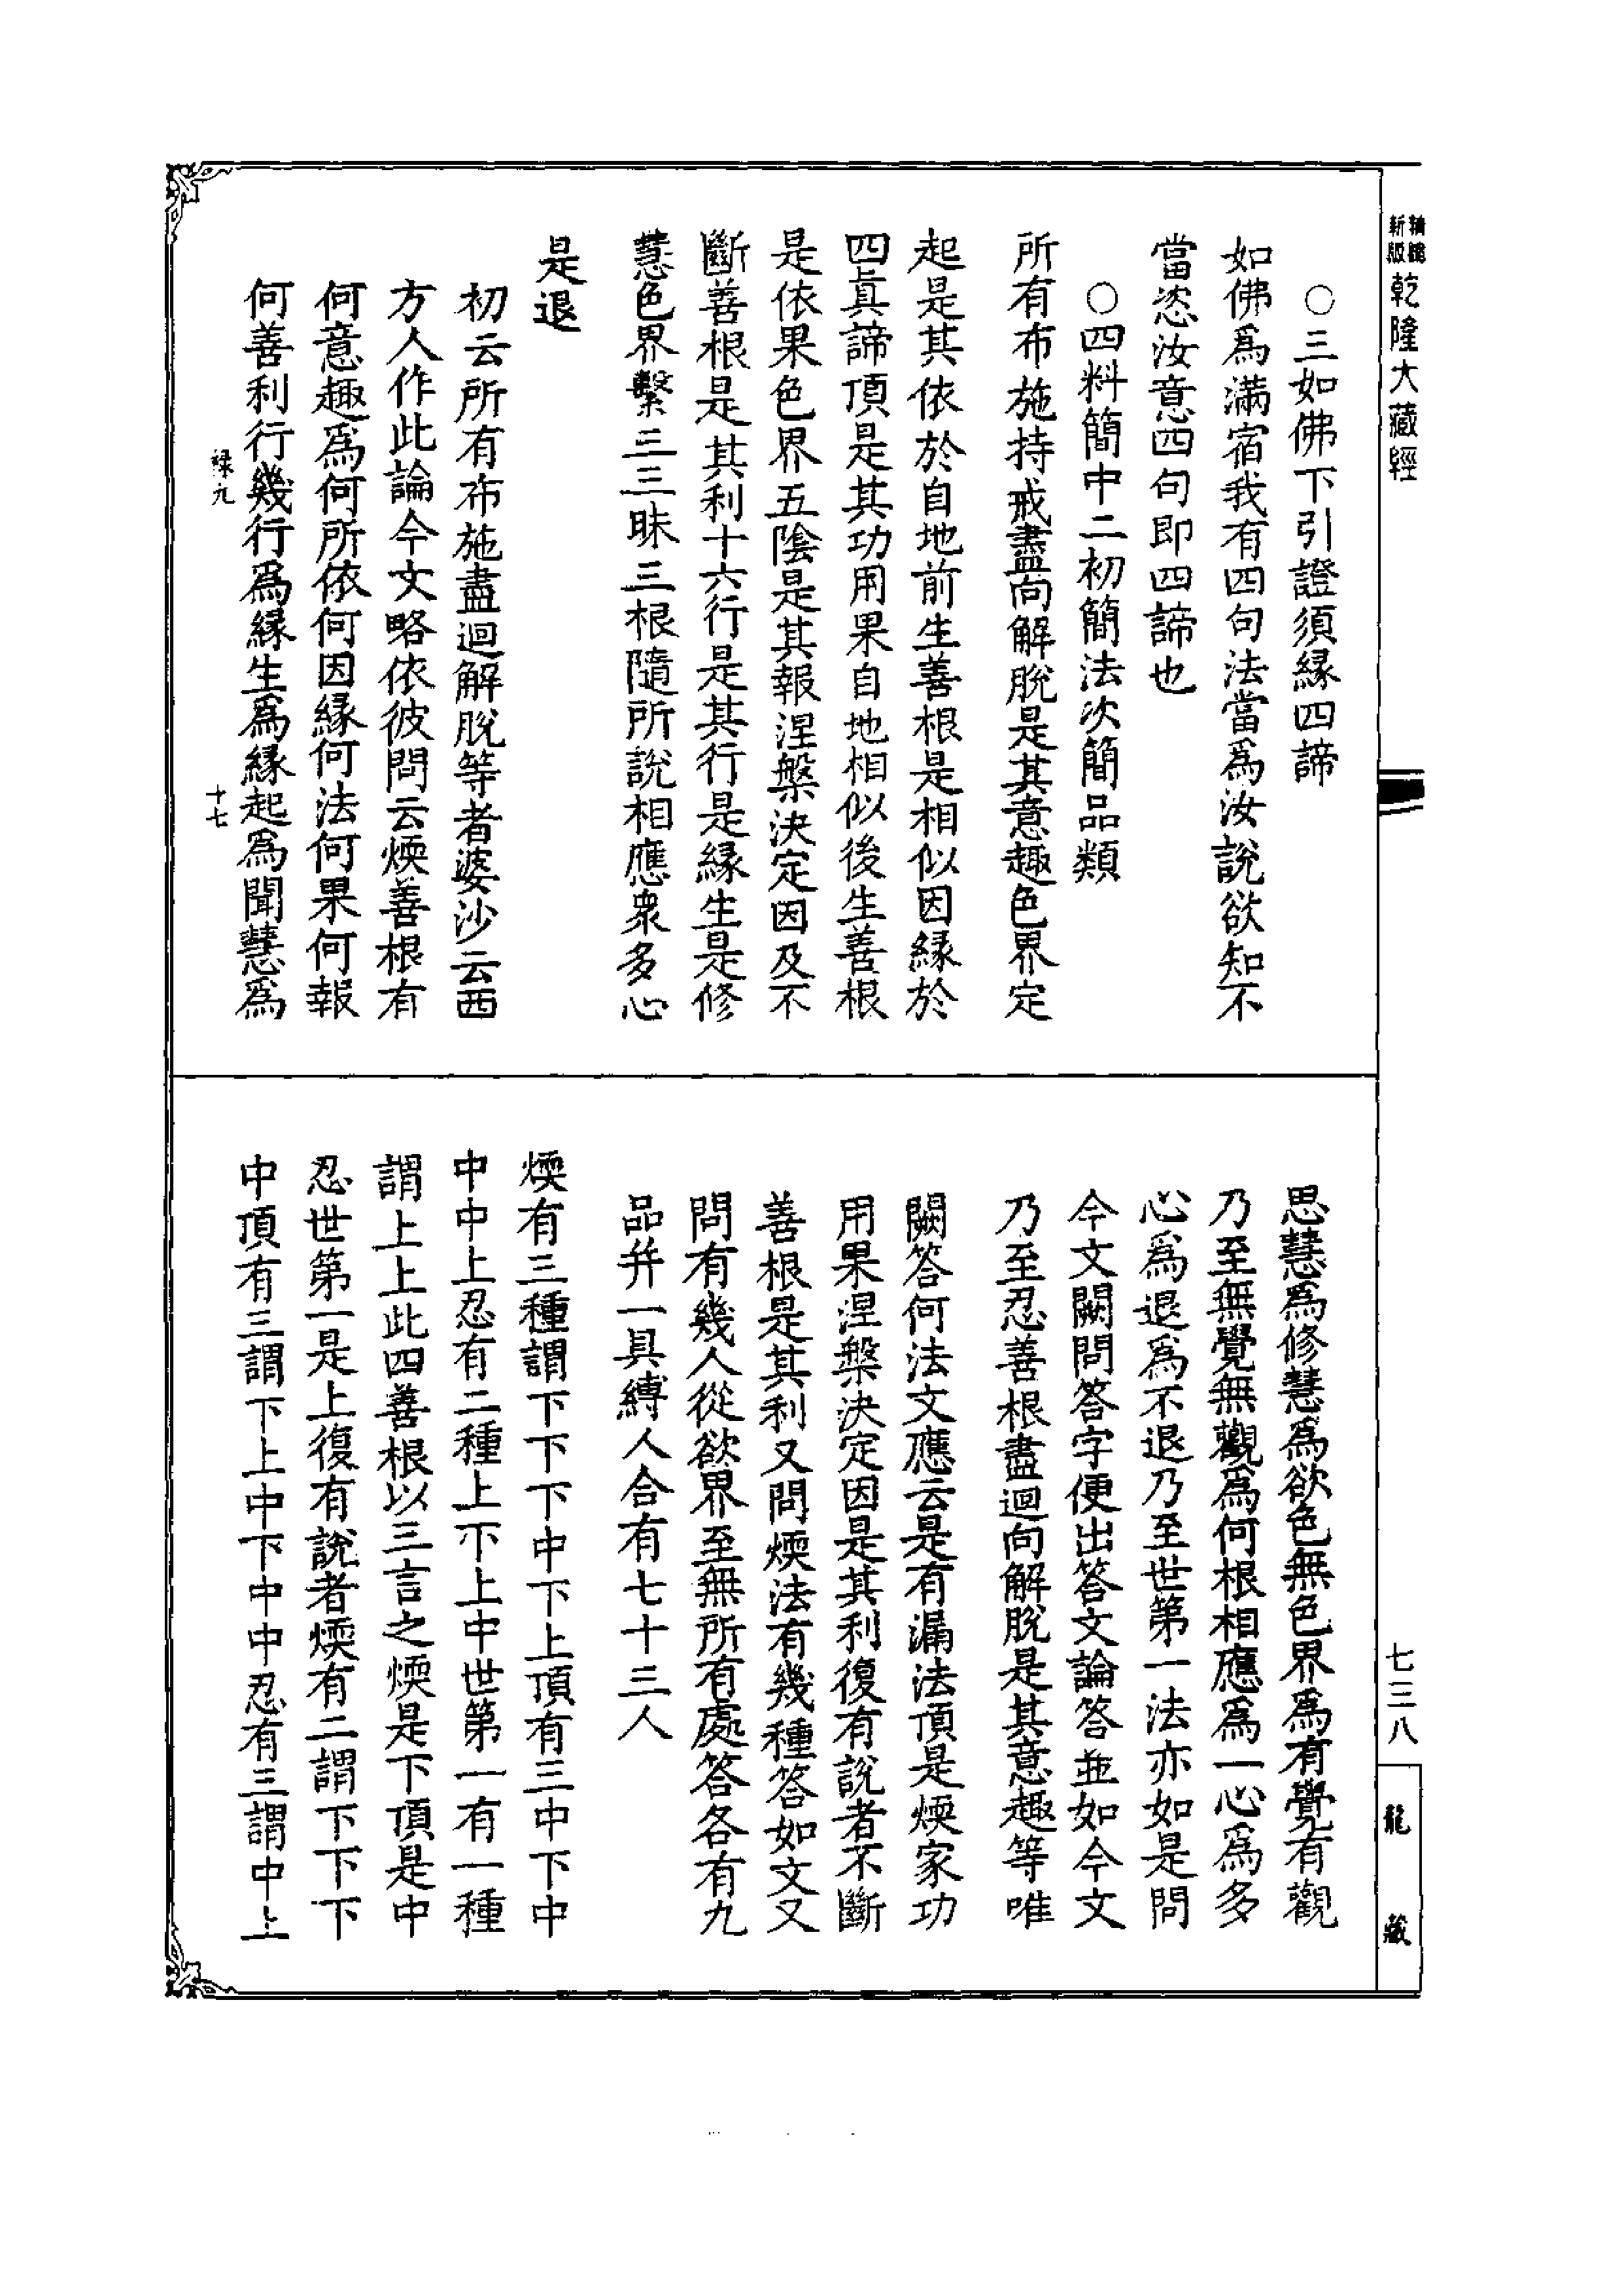 新版精縮乾隆大藏經
○三如佛下引證須緣四諦
如佛爲滿宿我有四句法當爲汝說欲知不
當恣汝意四句即四諦也
○四料簡中二初簡法次簡品類
所有布施持戒盡向解脫是其意趣色界定
起是其依於自地前生善根是相似因緣於
四眞諦頂是其功用果自地相似後生善根
是依果色界五陰是其報涅槃決定因及不
斷善根是其利十六行是其行是緣生是修
慧色界繫三三昧三根隨所說相應衆多心
是退
初云所有布施盡迴解脫等者婆沙云西
方人作此論今文略依彼問云煗善根有
何意趣爲何所依何因緣何法何果何報
何善利行幾行爲緣生爲緣起爲聞慧爲
祿九
十七
思慧爲修慧爲欲色無色界爲有覺有觀
乃至無覺無觀爲何根相應爲一心爲多
心爲退爲不退乃至世第一法亦如是問
今文闕問答字便出答文論答並如今文
乃至忍善根盡迴向解脫是其意趣等唯
闕答何法文應云是有漏法頂是煗家功
用果涅槃決定因是其利復有說者不斷
善根是其利又問煗法有幾種答如文又
問有幾人從欲界至無所有處答各有九
品幷一具縛人合有七十三人
煗有三種謂下下下中下上頂有三中下中
中中上忍有二種上下上中世第一有一種
謂上上此四善根以三言之煗是下頂是中
忍世第一是上復有說者煗有二謂下下下
中頂有三謂下上中下中中忍有三謂中上
七三八
龍藏